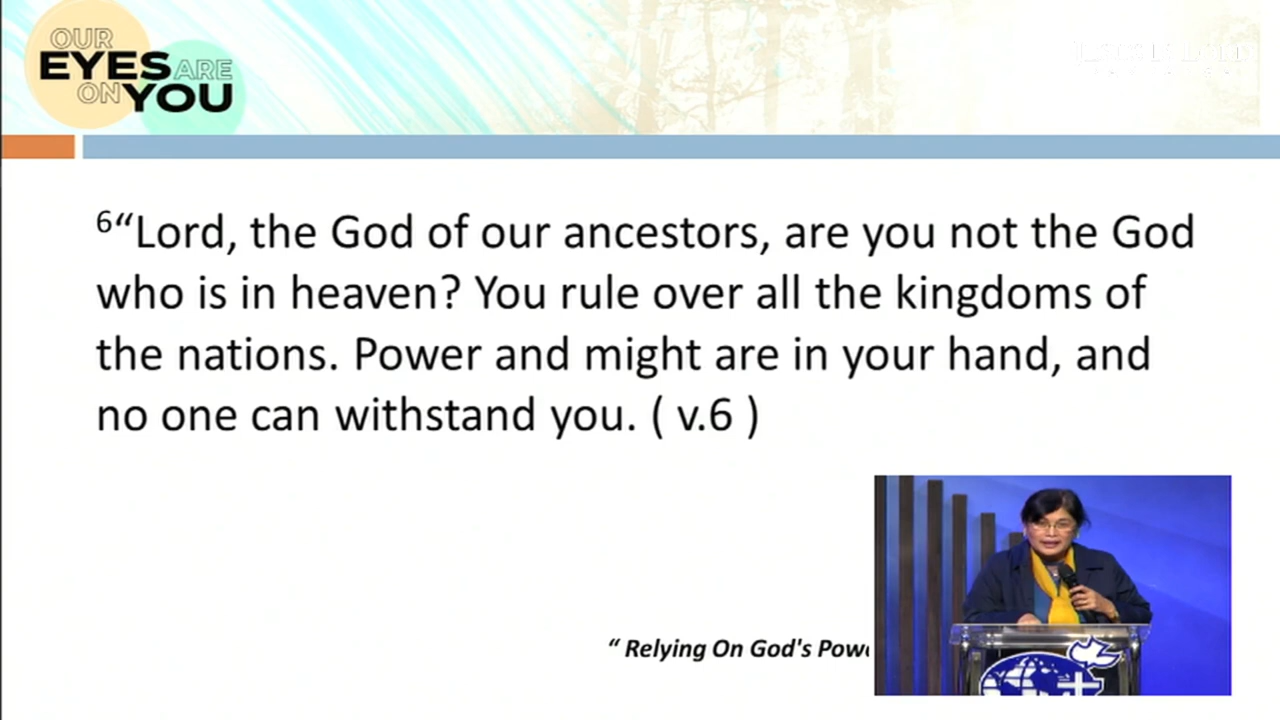 OUR
EYES ARE
ON YOU
⁶“Lord, the God of our ancestors, are you not the God
who is in heaven? You rule over all the kingdoms of
the nations. Power and might are in your hand, and
no one can withstand you. ( v.6 )
“ Relying On God's